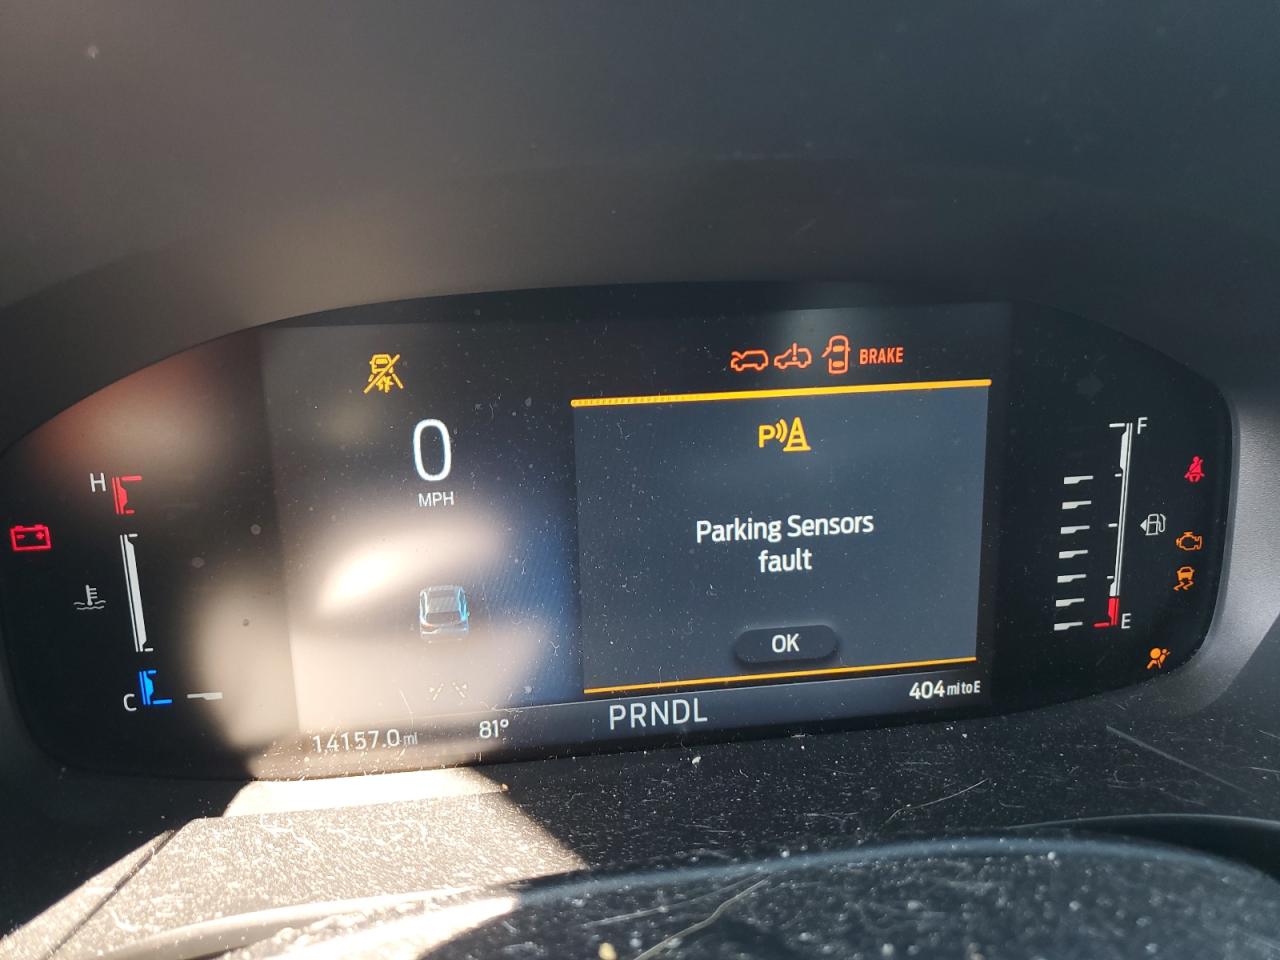 BRAKE
0
MPH
P
Parking Sensors
fault
OK
H
C
F
E
404 mi to E
PRNDL
81°
14157.0 mi